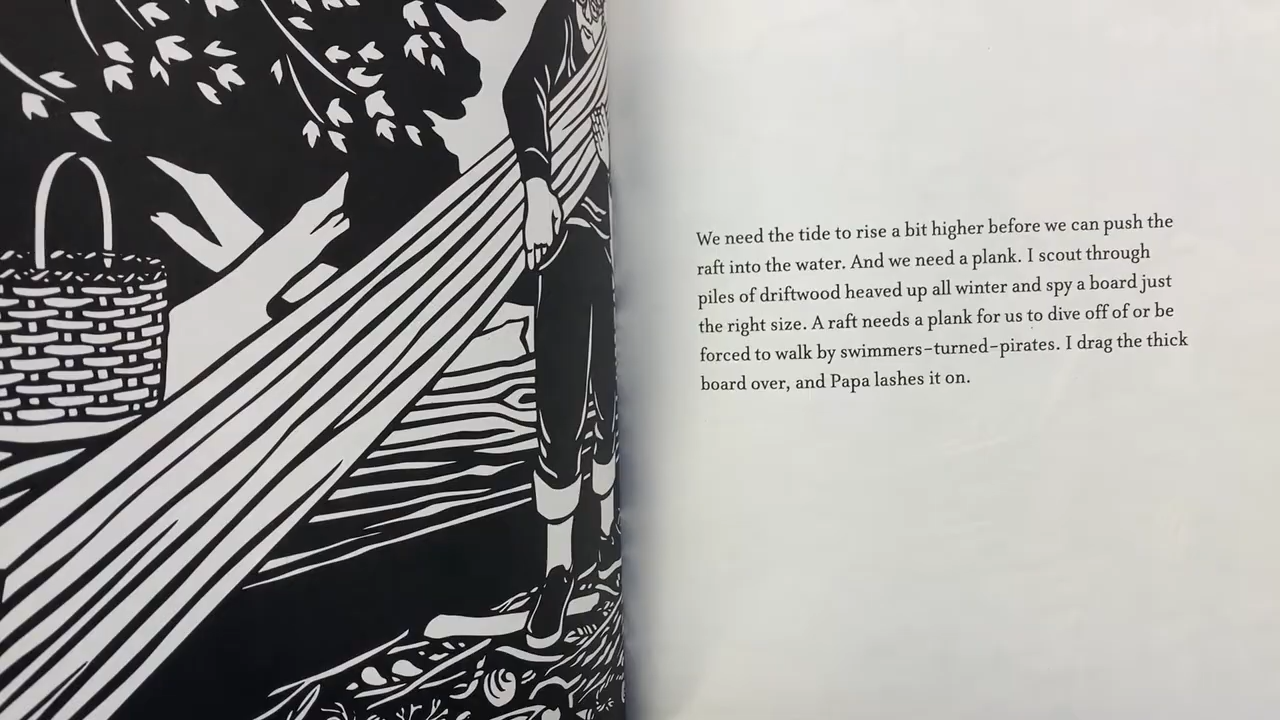 We need the tide to rise a bit higher before we can push the
raft into the water. And we need a plank. I scout through
piles of driftwood heaved up all winter and spy a board just
the right size. A raft needs a plank for us to dive off of or be
forced to walk by swimmers-turned-pirates. I drag the thick
board over, and Papa lashes it on.